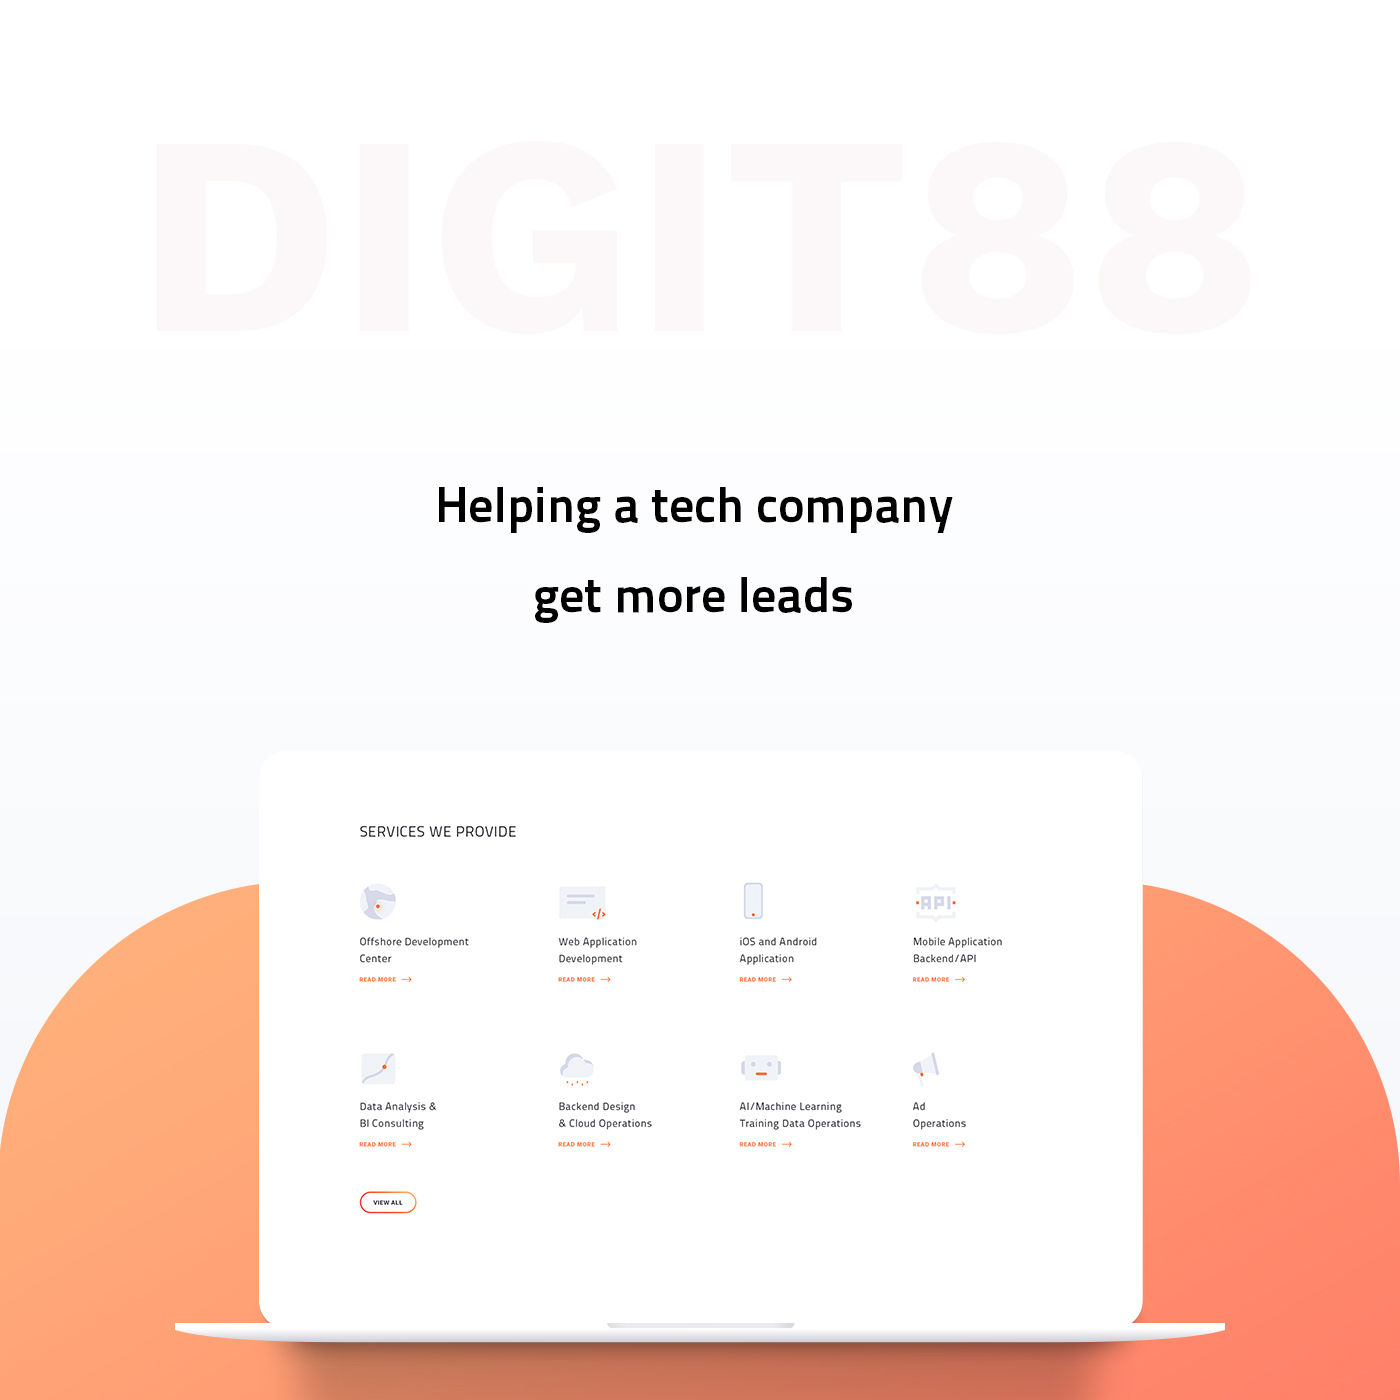 DIGIT88
Helping a tech company
get more leads
SERVICES WE PROVIDE
Offshore Development
Center
READ MORE
Web Application
Development
READ MORE
iOS and Android
Application
READ MORE
API
Mobile Application
Backend/API
READ MORE
Data Analysis &
BI Consulting
READ MORE
Backend Design
& Cloud Operations
READ MORE
AI/Machine Learning
Training Data Operations
READ MORE
Ad
Operations
READ MORE
VIEW ALL